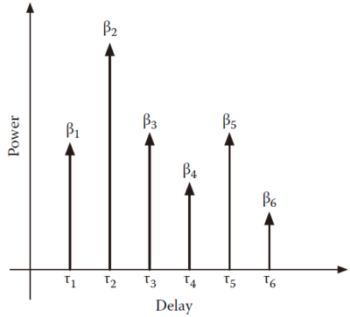 β₂
β₁ β₃ β₅
β₄
β₆
Power
τ₁ τ₂ τ₃ τ₄ τ₅ τ₆
Delay